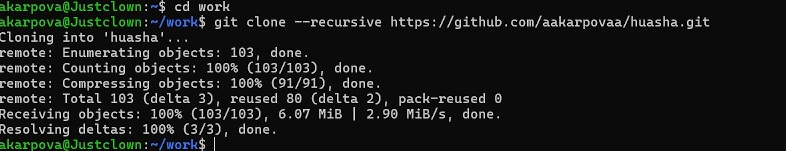 akarpova@Justclown:~$ cd work
akarpova@Justclown:~/work$ git clone --recursive https://github.com/aakarpovaa/huasha.git
Cloning into 'huasha'...
remote: Enumerating objects: 103, done.
remote: Counting objects: 100% (103/103), done.
remote: Compressing objects: 100% (91/91), done.
remote: Total 103 (delta 3), reused 80 (delta 2), pack-reused 0
Receiving objects: 100% (103/103), 6.07 MiB | 2.90 MiB/s, done.
Resolving deltas: 100% (3/3), done.
akarpova@Justclown:~/work$